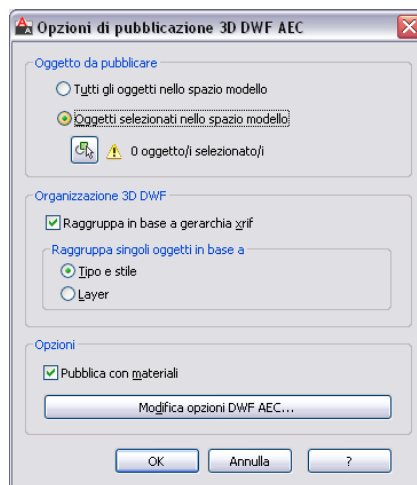 Opzioni di pubblicazione 3D DWF AEC
Oggetto da pubblicare
Tutti gli oggetti nello spazio modello
Oggetti selezionati nello spazio modello
0 oggetto/i selezionato/i
Organizzazione 3D DWF
Raggruppa in base a gerarchia xrif
Raggruppa singoli oggetti in base a
Tipo e stile
Layer
Opzioni
Pubblica con materiali
Modifica opzioni DWF AEC...
OK Annulla ?